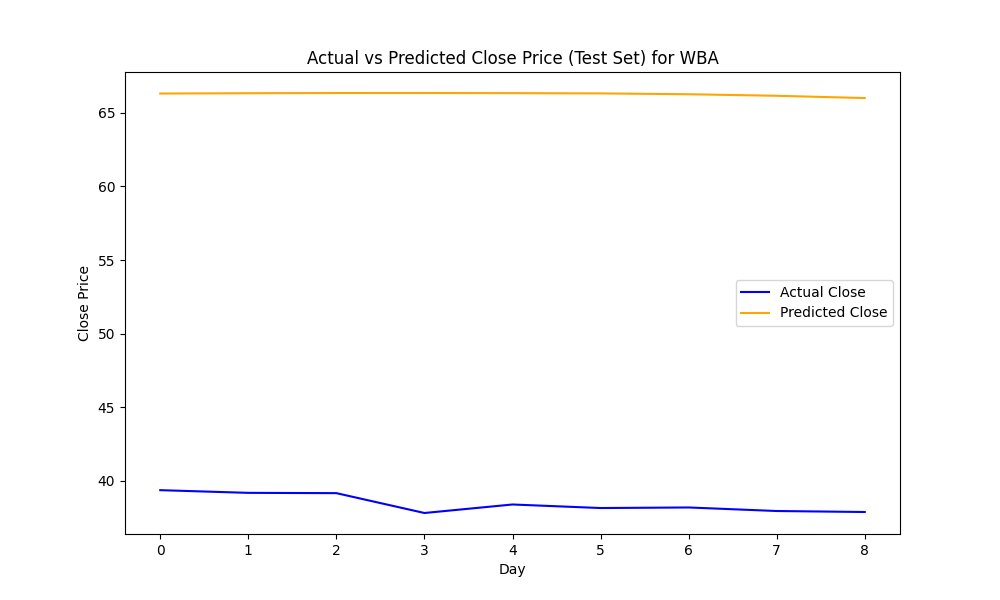 Actual vs Predicted Close Price (Test Set) for WBA
Close Price
65
60
55
50
45
40
Actual Close
Predicted Close
0 1 2 3 4 5 6 7 8
Day